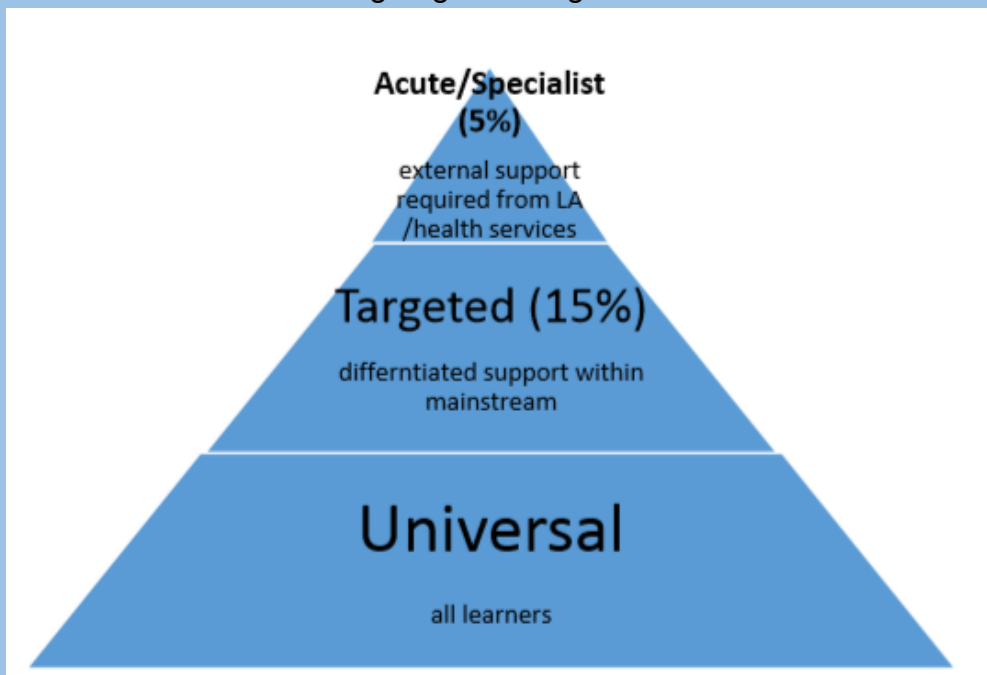 Acute/Specialist
(5%)
external support
required from LA
/health services
Targeted (15%)
differntiated support within
mainstream
Universal
all learners